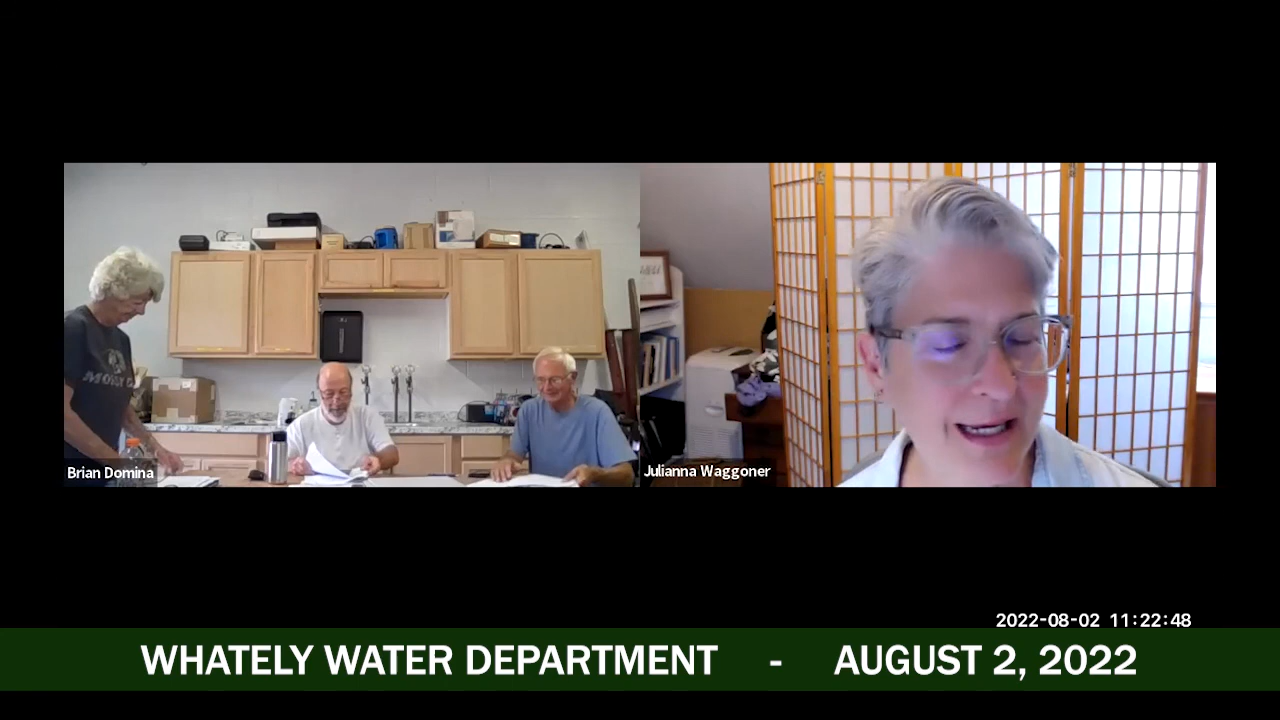 Brian Domina
Julianna Waggoner
2022-08-02 11:22:48
WHATELY WATER DEPARTMENT - AUGUST 2, 2022